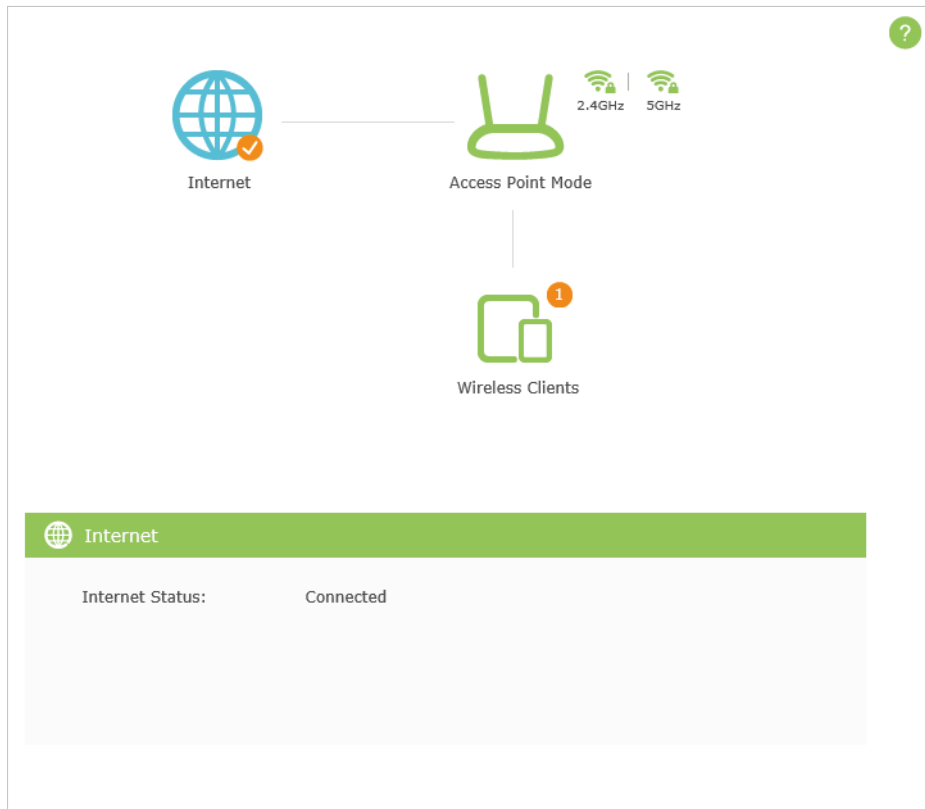 ?
2.4GHz 5GHz
Internet
Access Point Mode
1
Wireless Clients
Internet
Internet Status: Connected